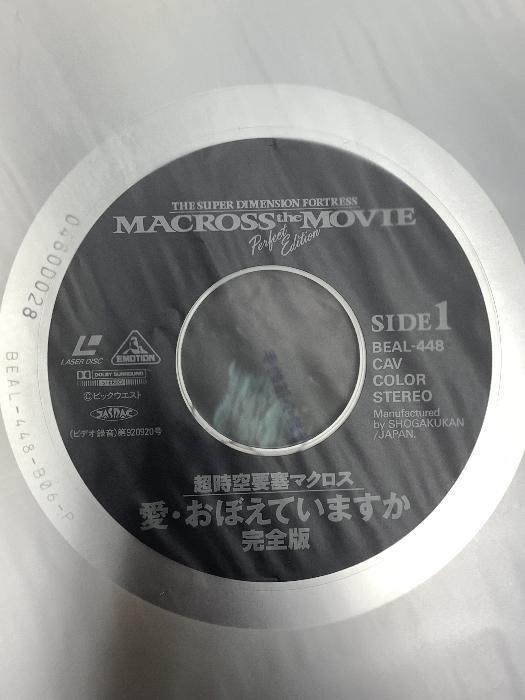 THE SUPER DIMENSION FORTRESS
MACROSS the MOVIE
Perfect Edition
SIDE 1
BEAL-448
CAV
COLOR
STEREO
Manufactured
by SHOGAKUKAN
/JAPAN.
LASER DISC
EMOTION
DOLBY SURROUND
STEREO
©ビックウエスト
JASRAC
(ビデオ録音)第920920号
超時空要塞マクロス
愛・おぼえていますか
完全版
BEAL-448-B06-P